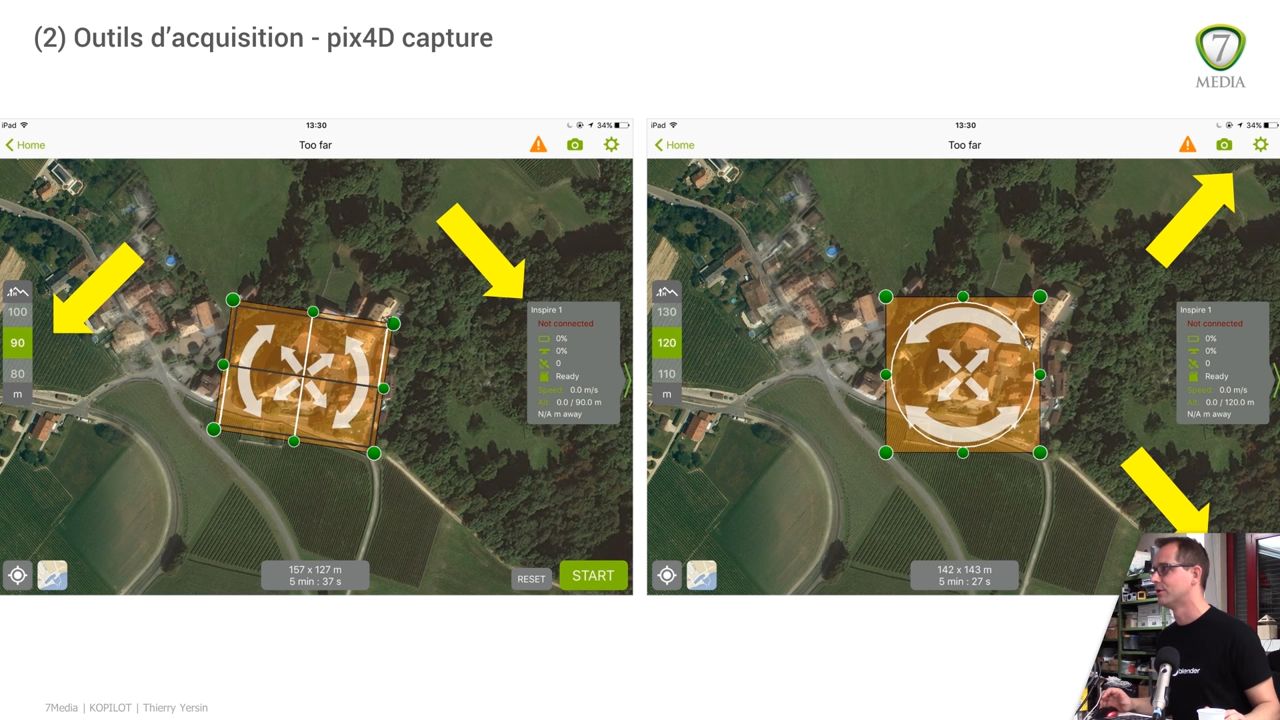 (2) Outils d’acquisition - pix4D capture
7
MEDIA
iPad 13:30 34%
Home Too far
100
90
80
m
Inspire 1
Not connected
0%
0%
0
Ready
Speed: 0.0 m/s
Alt: 0.0 / 90.0 m
N/A m away
157 x 127 m
5 min : 37 s
RESET
START
iPad 13:30 34%
Home Too far
130
120
110
m
Inspire 1
Not connected
0%
0%
0
Ready
Speed: 0.0 m/s
Alt: 0.0 / 120.0 m
N/A m away
142 x 143 m
5 min : 27 s
blender
7Media | KOPILOT | Thierry Yersin